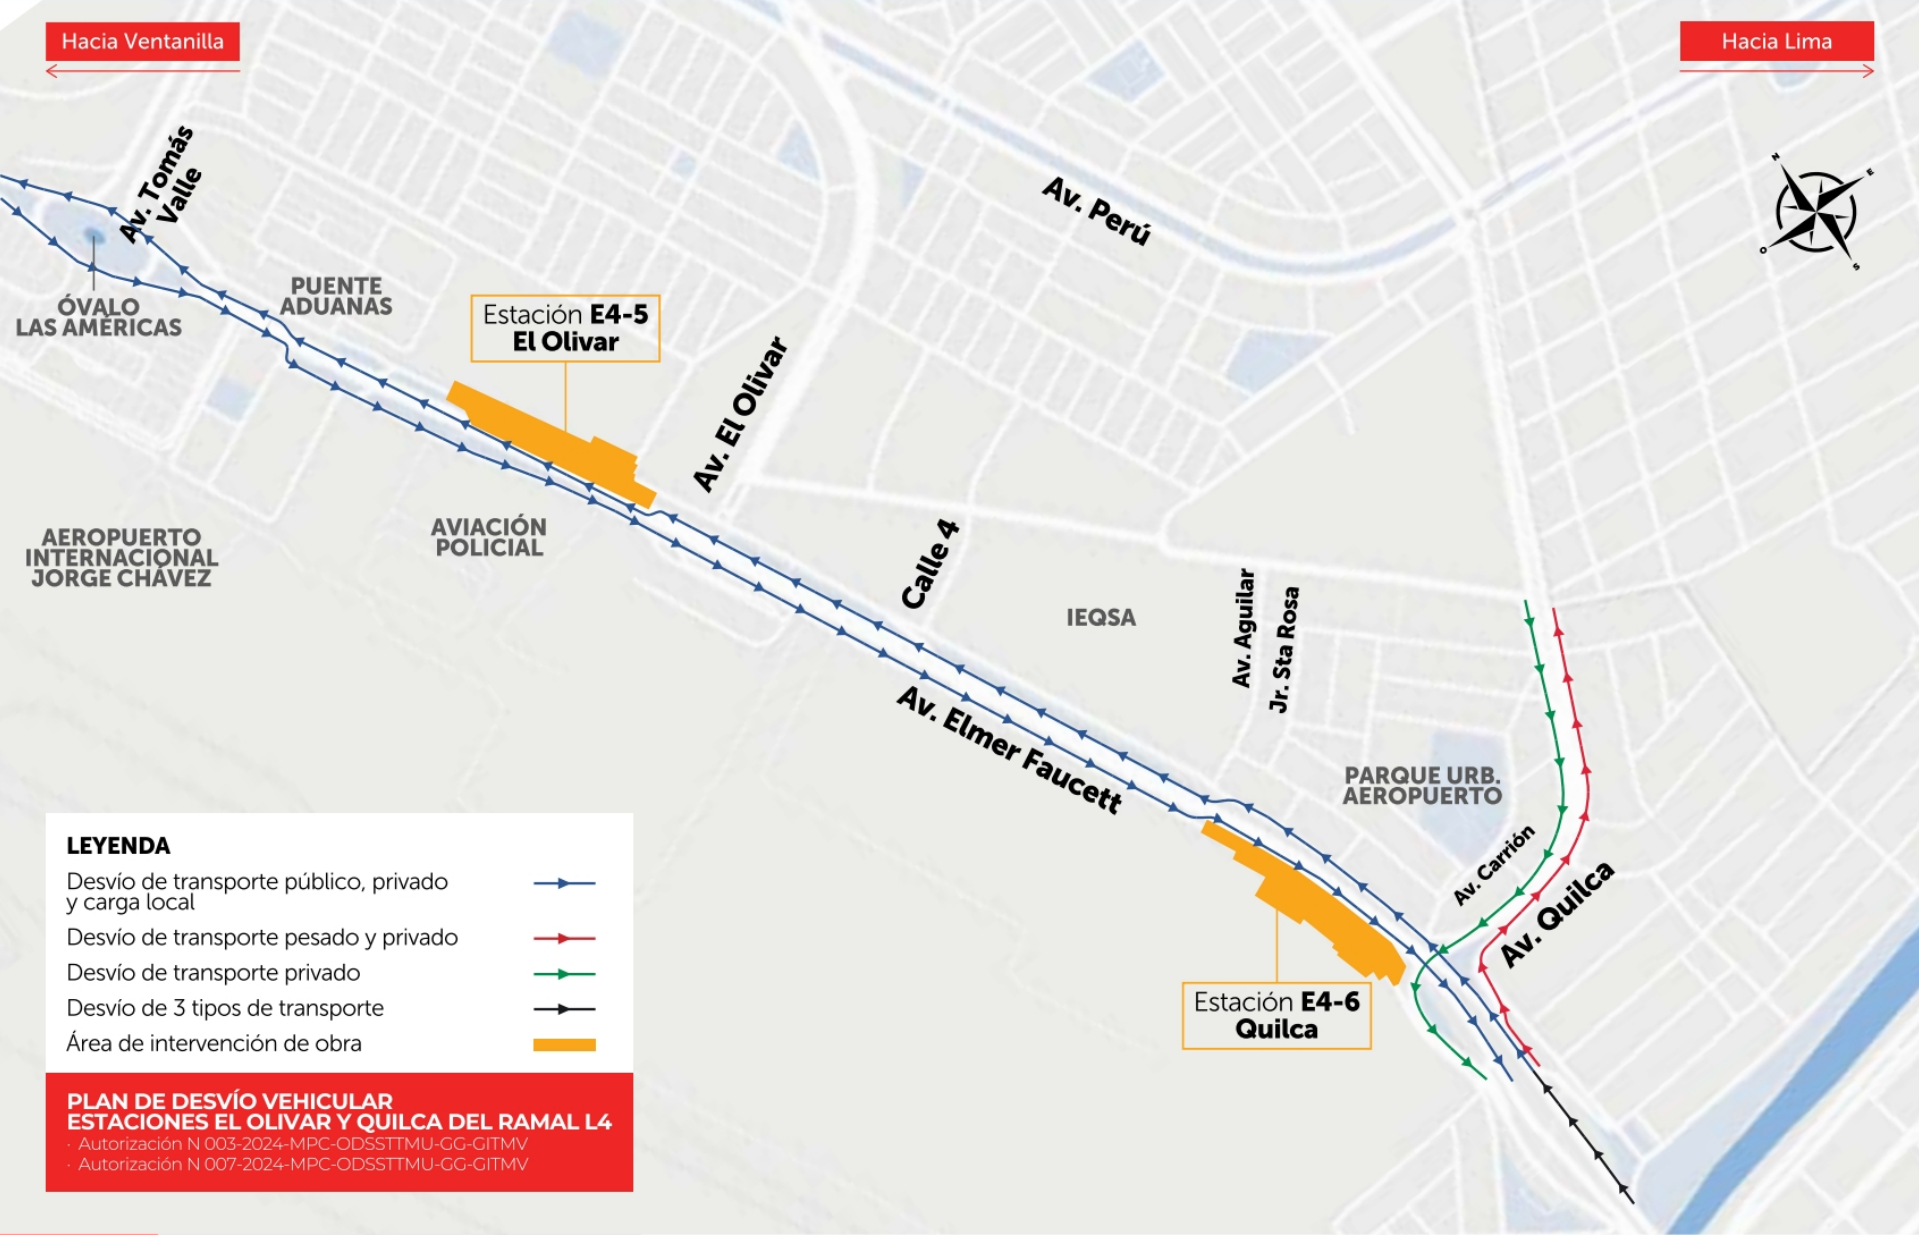 Hacia Ventanilla
Hacia Lima
N
E
O
S
Av. Tomás
Valle
Av. Perú
ÓVALO
LAS AMÉRICAS
PUENTE
ADUANAS
Estación E4-5
El Olivar
Av. El Olivar
AEROPUERTO
INTERNACIONAL
JORGE CHÁVEZ
AVIACIÓN
POLICIAL
Calle 4
IEQSA
Av. Aguilar
Jr. Sta Rosa
Av. Elmer Faucett
PARQUE URB.
AEROPUERTO
Av. Carrión
Av. Quilca
Estación E4-6
Quilca
LEYENDA
Desvío de transporte público, privado
y carga local
Desvío de transporte pesado y privado
Desvío de transporte privado
Desvío de 3 tipos de transporte
Área de intervención de obra
PLAN DE DESVÍO VEHICULAR
ESTACIONES EL OLIVAR Y QUILCA DEL RAMAL L4
· Autorización N 003-2024-MPC-ODSSTTMU-GG-GITMV
· Autorización N 007-2024-MPC-ODSSTTMU-GG-GITMV